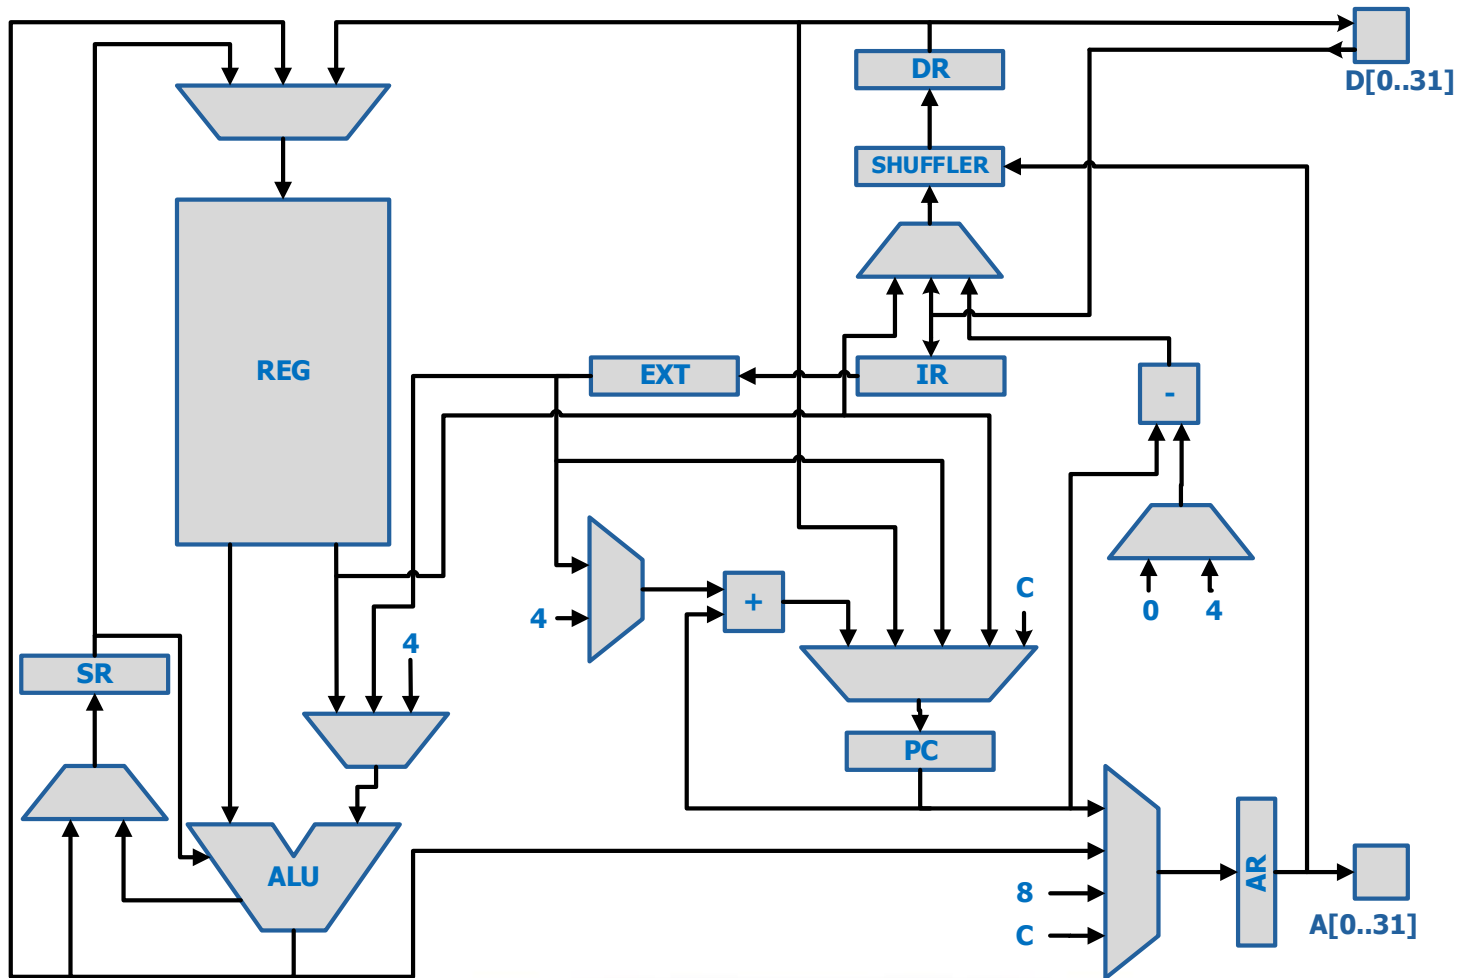 DR
D[0..31]
SHUFFLER
REG
EXT
IR
-
C
+
4
0
4
4
SR
PC
ALU
8
AR
C
A[0..31]